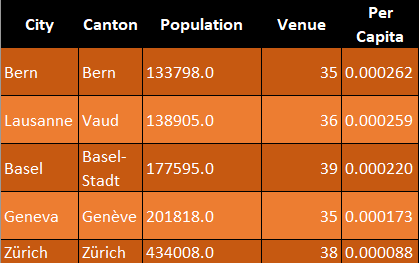 City Canton Population Venue Per Capita
Bern Bern 133798.0 35 0.000262
Lausanne Vaud 138905.0 36 0.000259
Basel Basel-Stadt 177595.0 39 0.000220
Geneva Genève 201818.0 35 0.000173
Zürich Zürich 434008.0 38 0.000088